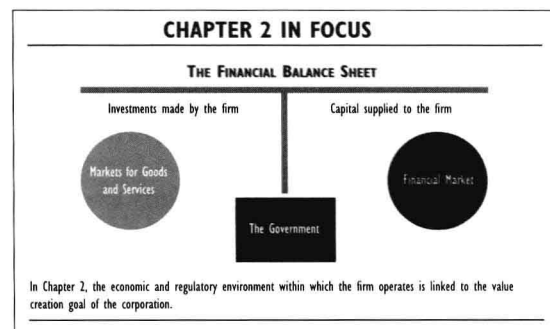 CHAPTER 2 IN FOCUS
THE FINANCIAL BALANCE SHEET
Investments made by the firm
Capital supplied to the firm
Markets for Goods
and Services
Financial Market
The Government
In Chapter 2, the economic and regulatory environment within which the firm operates is linked to the value
creation goal of the corporation.